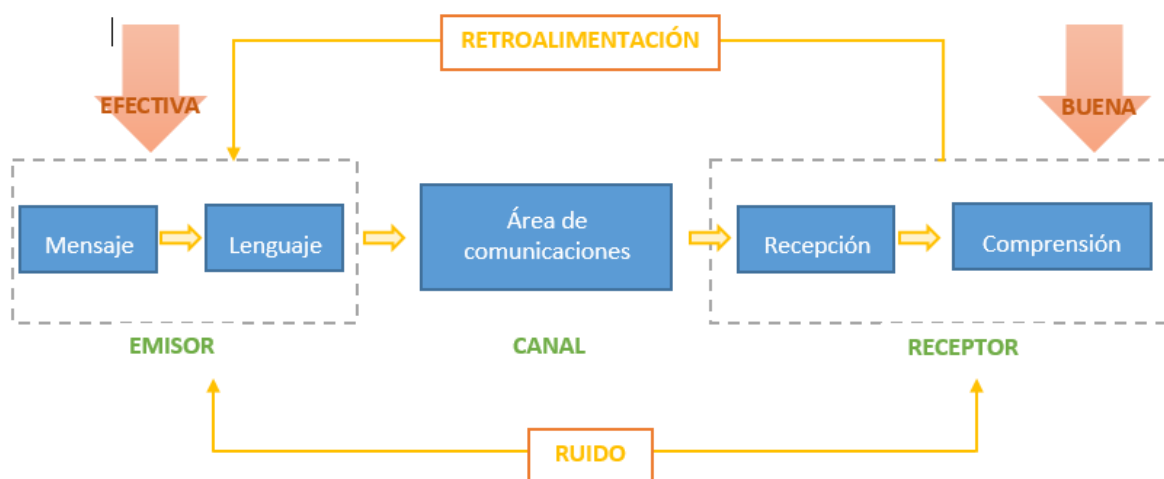 RETROALIMENTACIÓN
EFECTIVA
BUENA
Mensaje
Lenguaje
Área de
comunicaciones
Recepción
Comprensión
EMISOR
CANAL
RECEPTOR
RUIDO